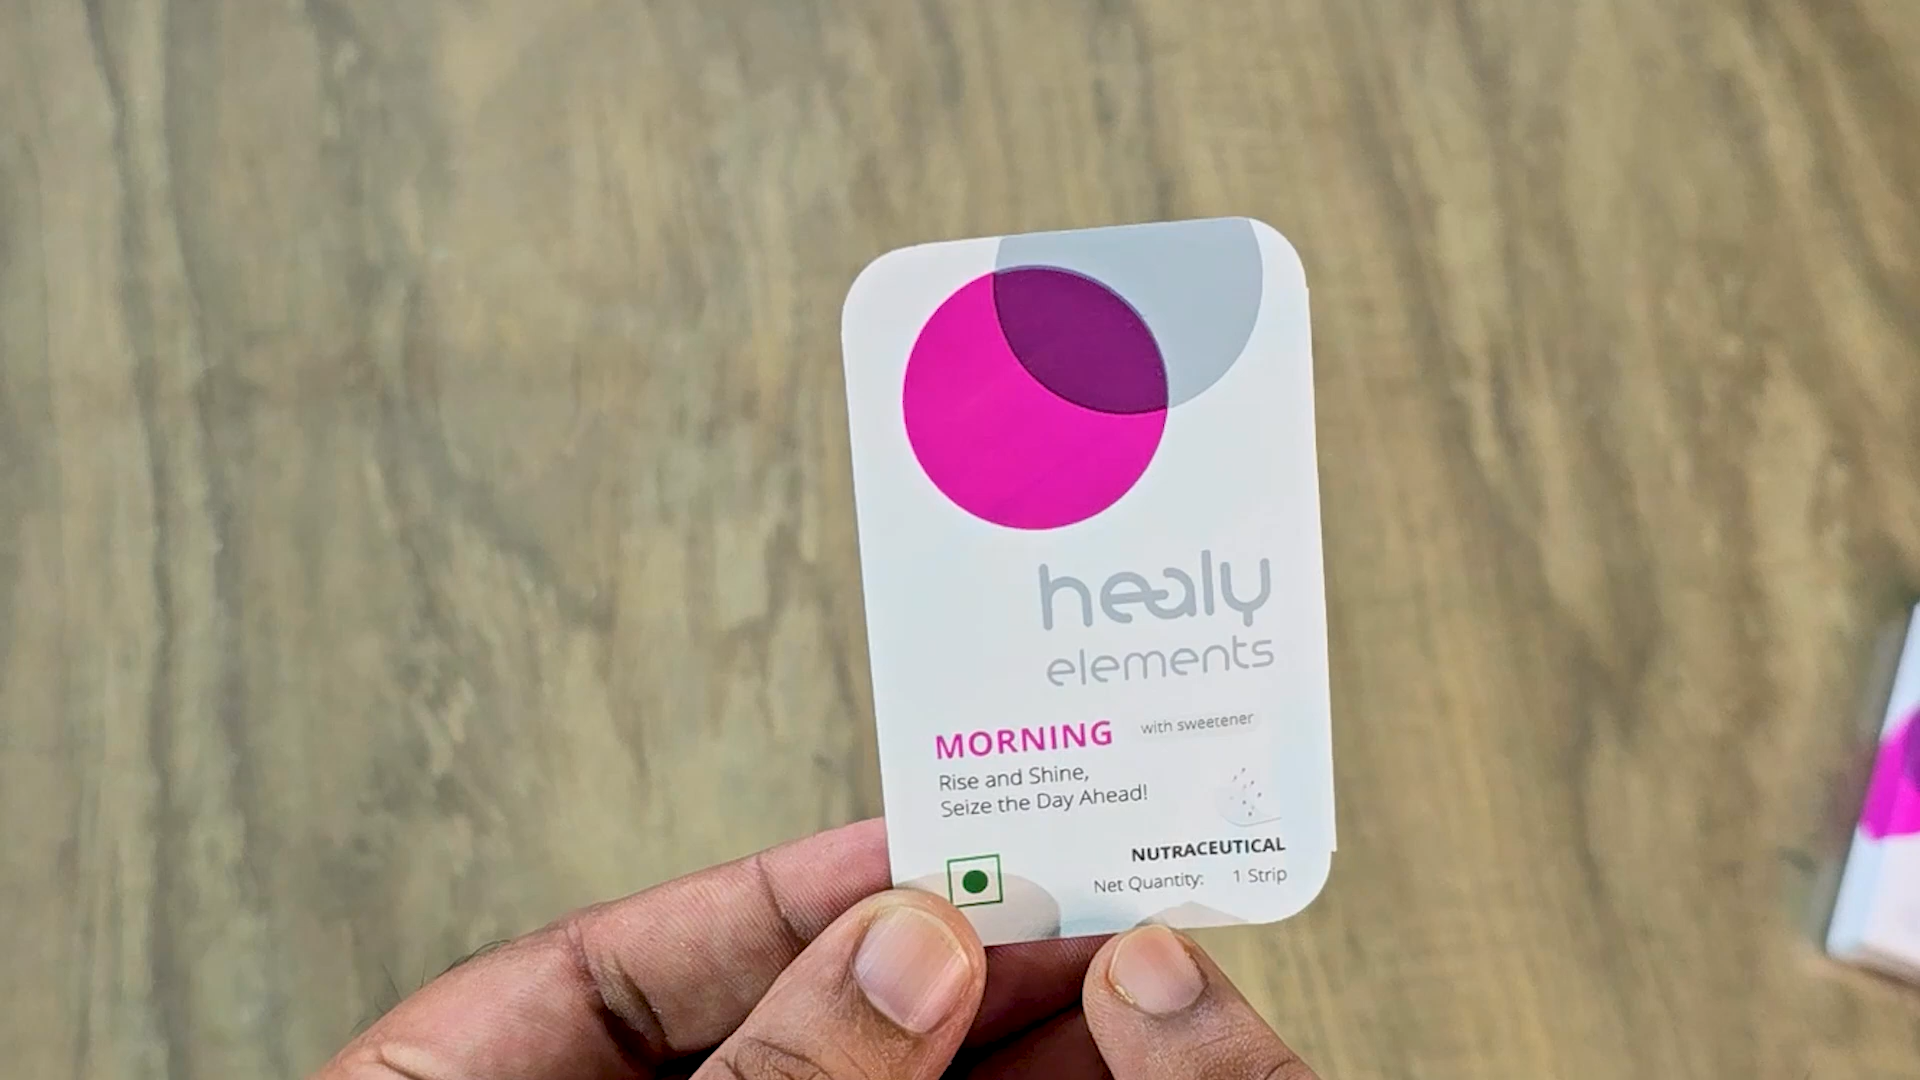 healy
elements
MORNING with sweetener
Rise and Shine,
Seize the Day Ahead!
NUTRACEUTICAL
Net Quantity: 1 Strip